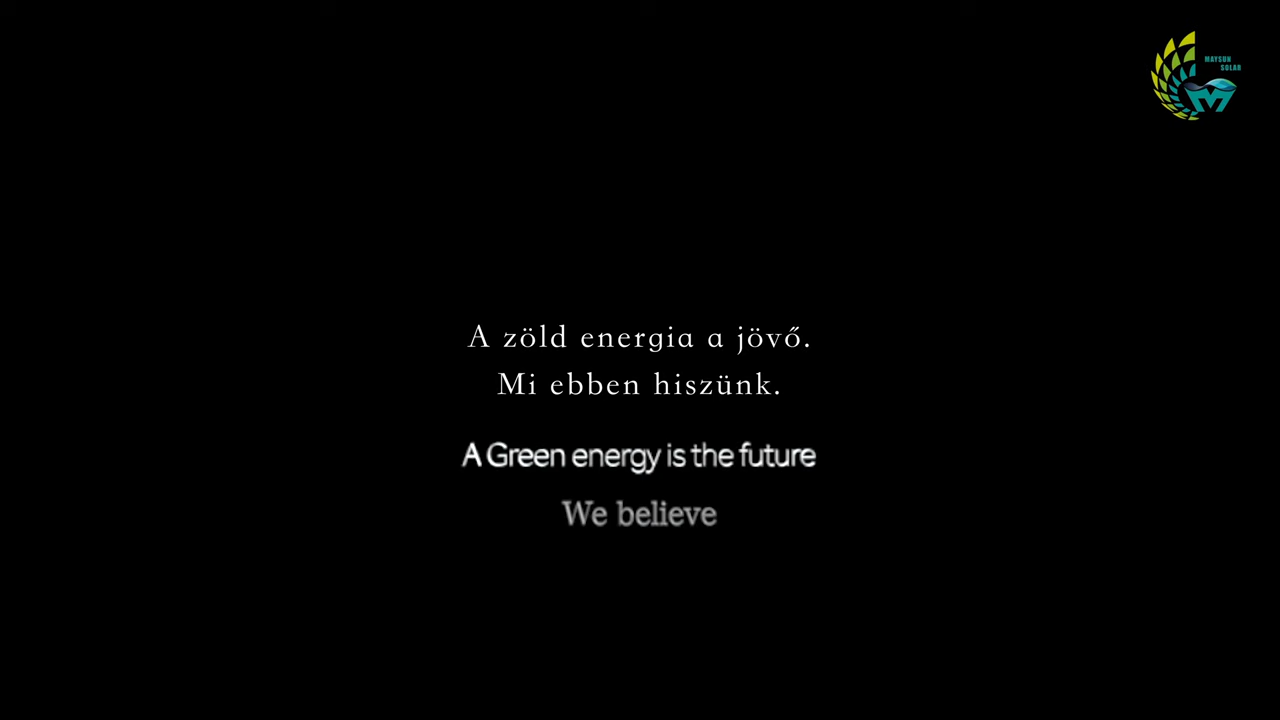 MAYSUN
SOLAR
A zöld energia a jövő.
Mi ebben hiszünk.
A Green energy is the future
We believe